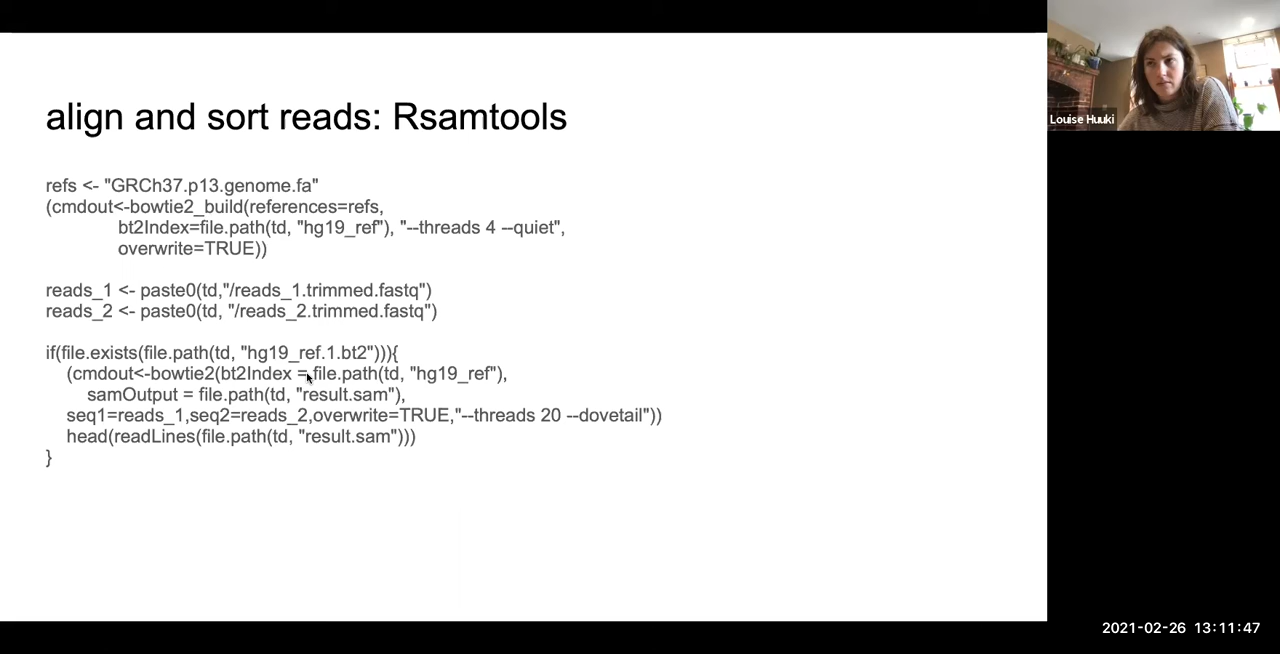 align and sort reads: Rsamtools
refs <- "GRCh37.p13.genome.fa"
(cmdout<-bowtie2_build(references=refs,
bt2Index=file.path(td, "hg19_ref"), "--threads 4 --quiet",
overwrite=TRUE))
reads_1 <- paste0(td,"/reads_1.trimmed.fastq")
reads_2 <- paste0(td, "/reads_2.trimmed.fastq")
if(file.exists(file.path(td, "hg19_ref.1.bt2"))){
(cmdout<-bowtie2(bt2Index = file.path(td, "hg19_ref"),
samOutput = file.path(td, "result.sam"),
seq1=reads_1,seq2=reads_2,overwrite=TRUE,"--threads 20 --dovetail"))
head(readLines(file.path(td, "result.sam")))
}
Louise Huuki
2021-02-26 13:11:47